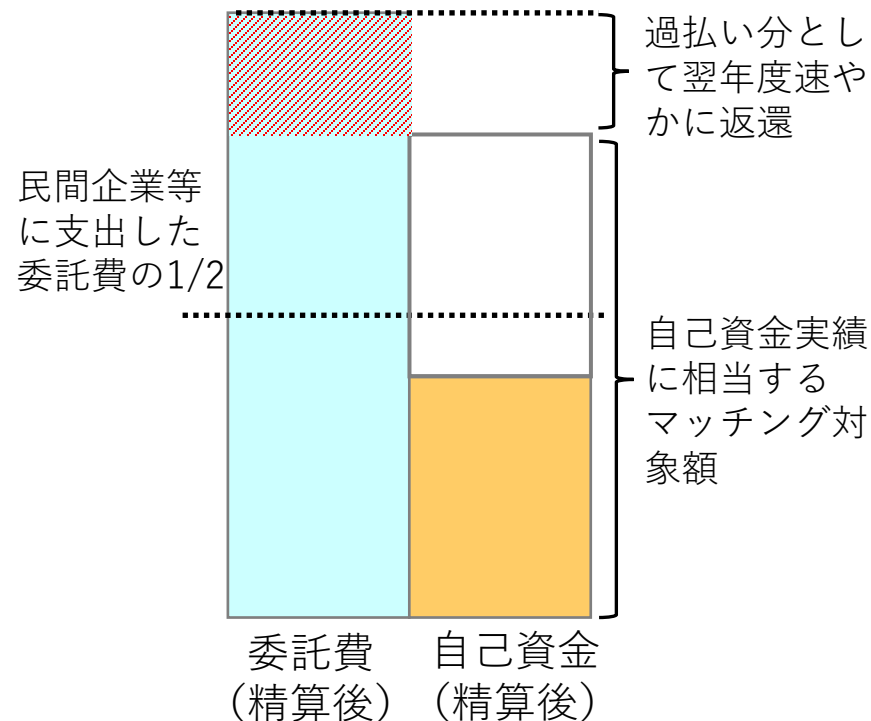 過払い分とし
て翌年度速や
かに返還
民間企業等
に支出した
委託費の1/2
自己資金実績
に相当する
マッチング対
象額
委託費
(精算後)
自己資金
(精算後)